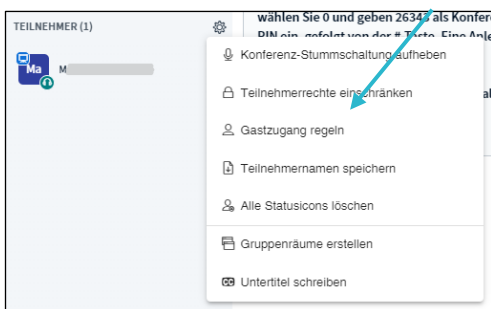 TEILNEHMER (1)
wählen Sie 0 und geben 26343 als Konfere
PIN ein, gefolgt von der # Taste. Eine Anle
Ma M
Konferenz-Stummschaltung aufheben
Teilnehmerrechte einschränken
al
Gastzugang regeln
Teilnehmernamen speichern
Alle Statusicons löschen
Gruppenräume erstellen
Untertitel schreiben